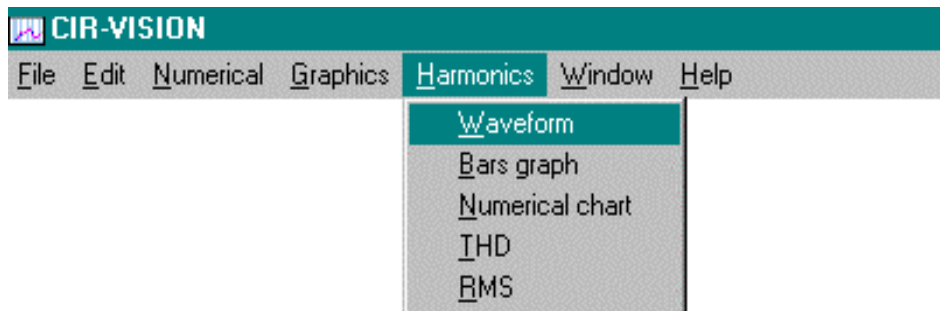 CIR-VISION
File Edit Numerical Graphics Harmonics Window Help
Waveform
Bars graph
Numerical chart
THD
RMS